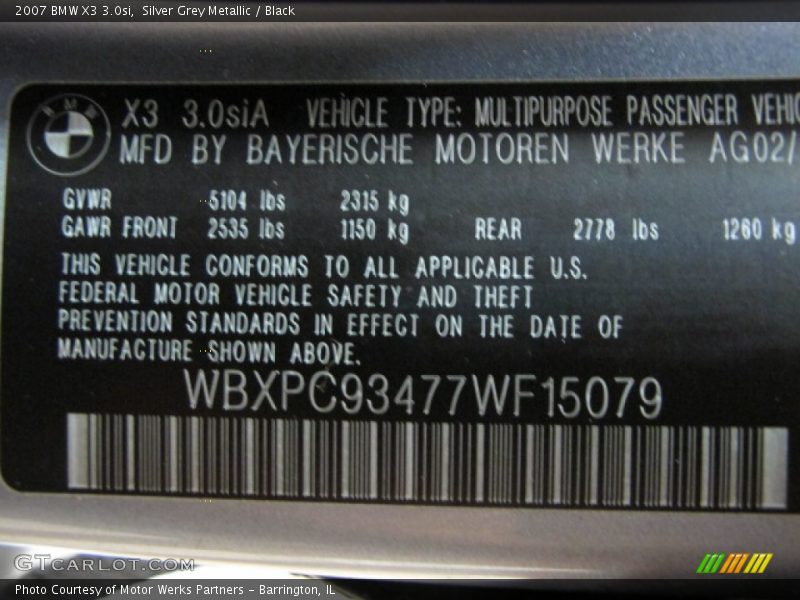 2007 BMW X3 3.0si, Silver Grey Metallic / Black
BMW
X3 3.0siA VEHICLE TYPE: MULTIPURPOSE PASSENGER
MFD BY BAYERISCHE MOTOREN WERKE AG02/
GVWR 5104 lbs 2315 kg
GAWR FRONT 2535 lbs 1150 kg REAR 2778 lbs 1260 kg
THIS VEHICLE CONFORMS TO ALL APPLICABLE U.S.
FEDERAL MOTOR VEHICLE SAFETY AND THEFT
PREVENTION STANDARDS IN EFFECT ON THE DATE OF
MANUFACTURE SHOWN ABOVE.
WBXPC93477WF15079
GTCARLOT.COM
Photo Courtesy of Motor Werks Partners - Barrington, IL